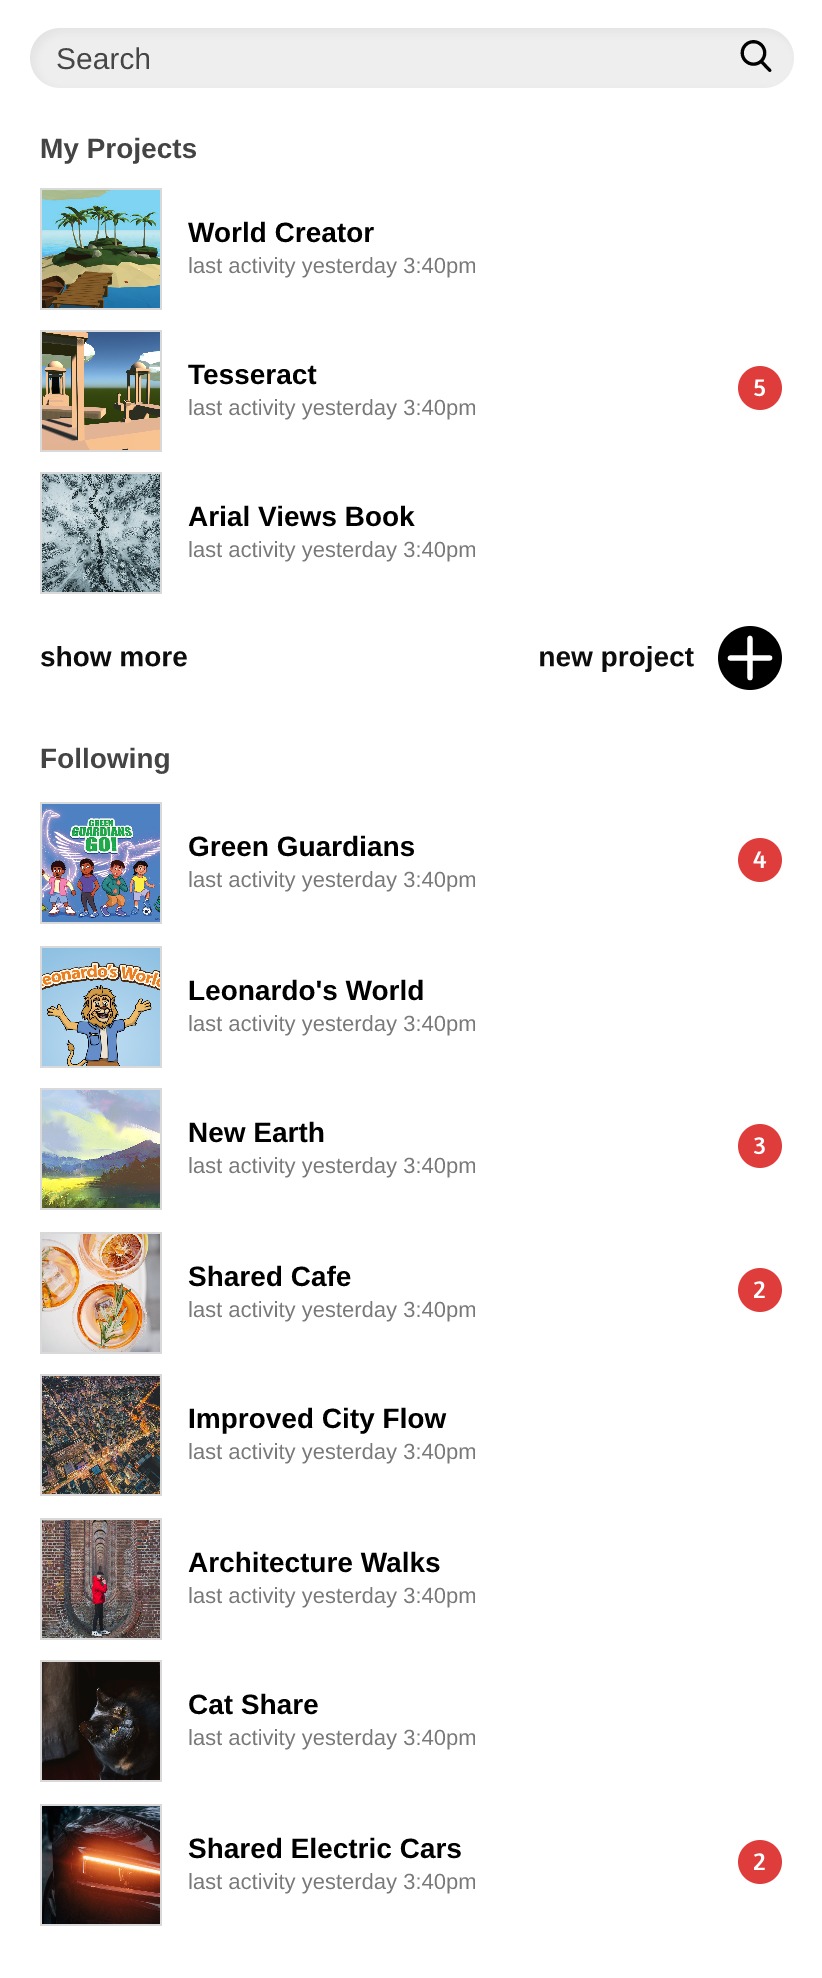 Search
My Projects
World Creator
last activity yesterday 3:40pm
Tesseract
last activity yesterday 3:40pm
5
Arial Views Book
last activity yesterday 3:40pm
show more
new project
Following
GREEN
GUARDIANS
GO!
Green Guardians
last activity yesterday 3:40pm
4
eonardo's Worl
Leonardo's World
last activity yesterday 3:40pm
New Earth
last activity yesterday 3:40pm
3
Shared Cafe
last activity yesterday 3:40pm
2
Improved City Flow
last activity yesterday 3:40pm
Architecture Walks
last activity yesterday 3:40pm
Cat Share
last activity yesterday 3:40pm
Shared Electric Cars
last activity yesterday 3:40pm
2